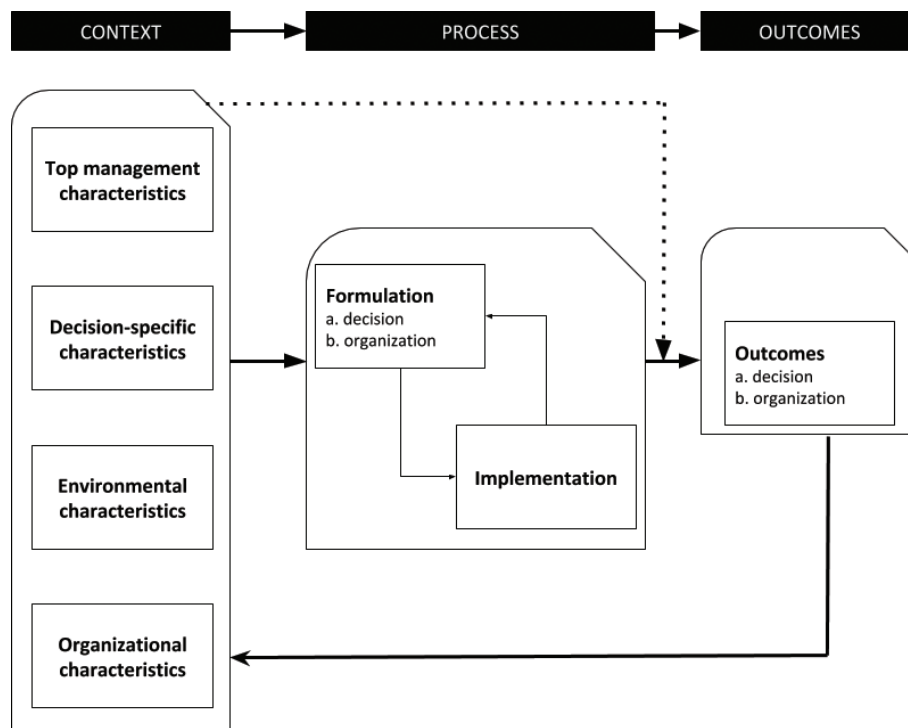 CONTEXT
PROCESS
OUTCOMES
Top management
characteristics
Decision-specific
characteristics
Environmental
characteristics
Organizational
characteristics
Formulation
a. decision
b. organization
Implementation
Outcomes
a. decision
b. organization